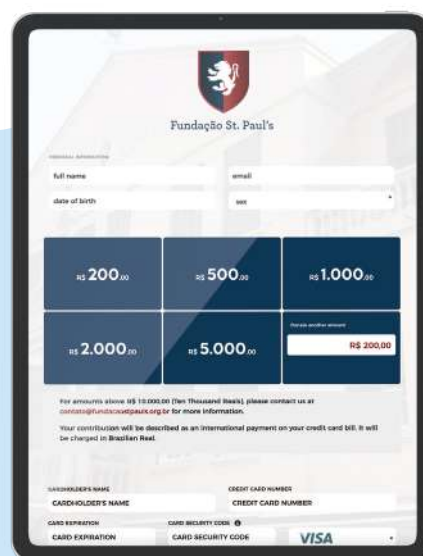 Fundação St. Paul's
PERSONAL INFORMATION
full name
email
date of birth
sex
R$ 200,00
R$ 500,00
R$ 1.000,00
R$ 2.000,00
R$ 5.000,00
Donate another amount
R$ 200,00
For amounts above R$ 10.000,00 (Ten Thousand Reais), please contact us at
contato@fundacaostpauls.org.br for more information.
Your contribution will be described as an international payment on your credit card bill. It will
be charged in Brazilian Real.
CARDHOLDER'S NAME
CREDIT CARD NUMBER
CARDHOLDER'S NAME
CREDIT CARD NUMBER
CARD EXPIRATION
CARD SECURITY CODE
CARD EXPIRATION
CARD SECURITY CODE
VISA